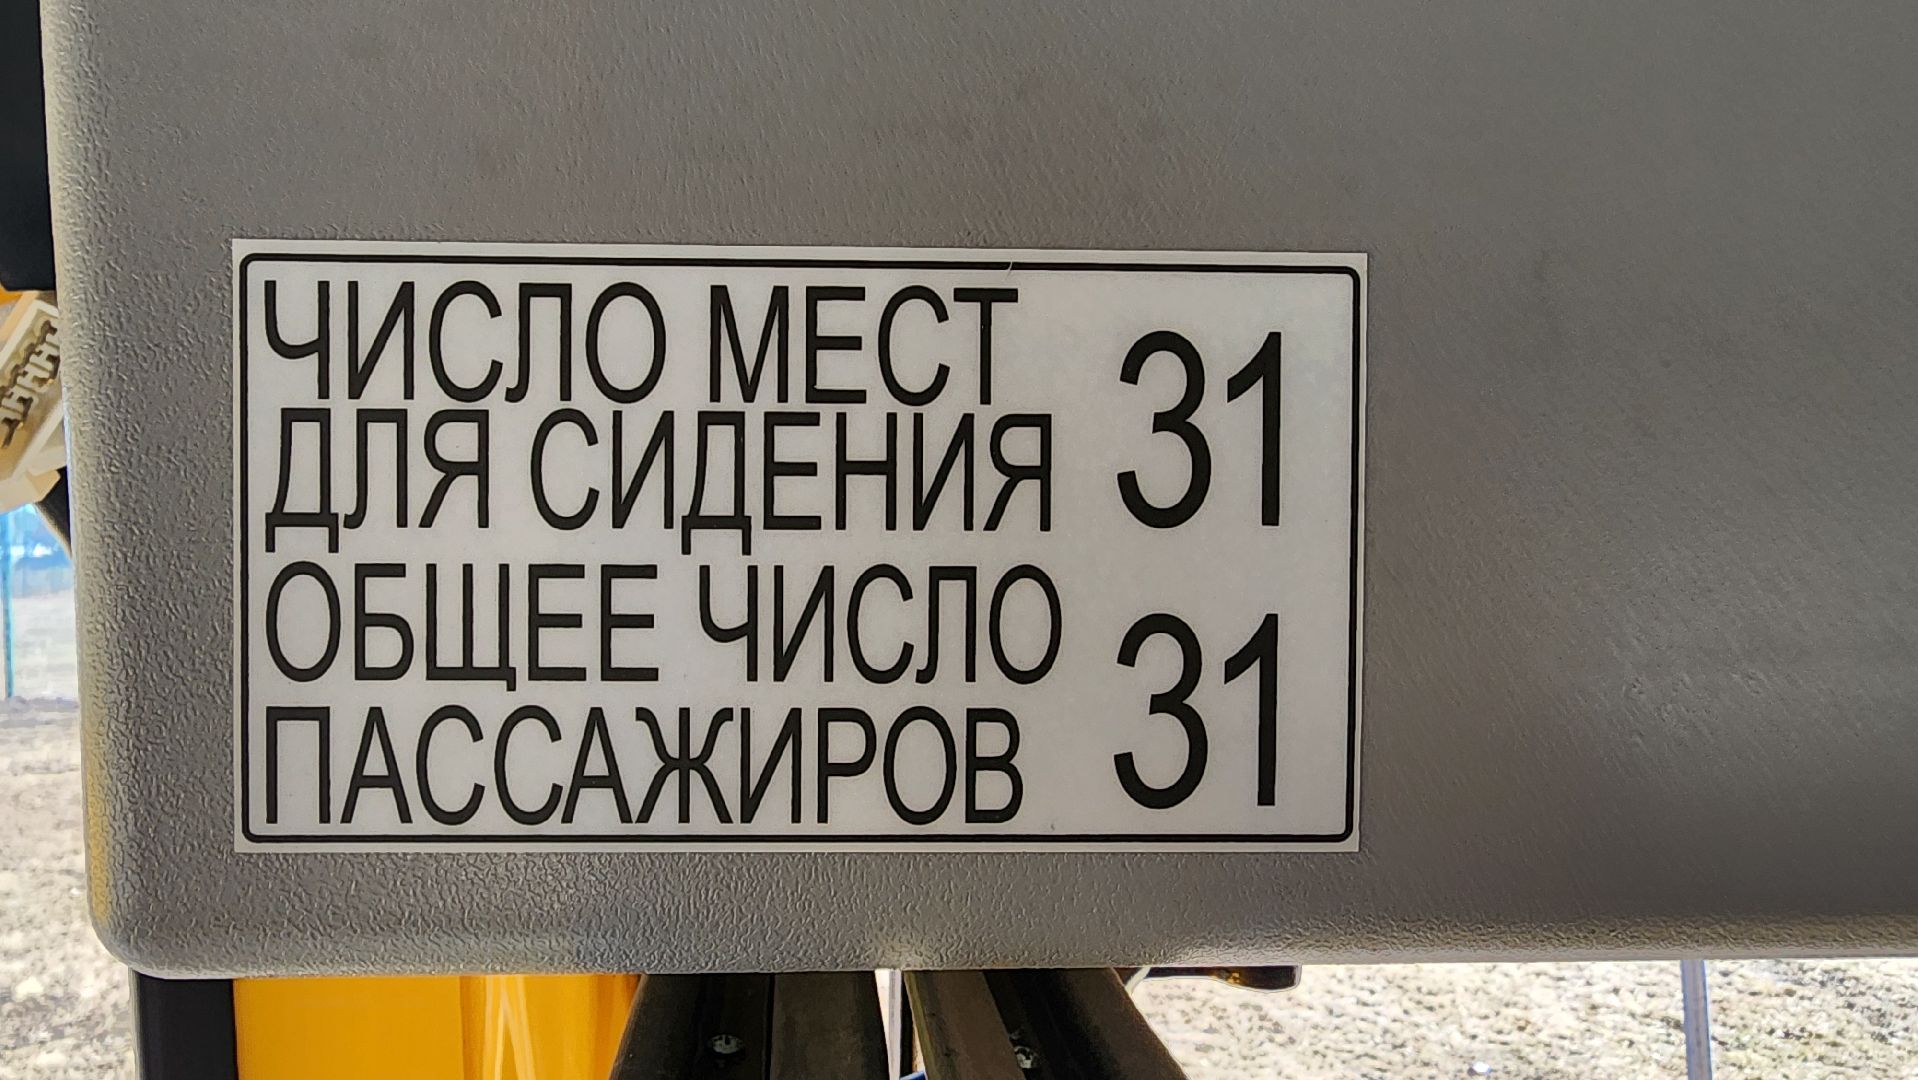 ЧИСЛО МЕСТ
ДЛЯ СИДЕНИЯ 31
ОБЩЕЕ ЧИСЛО
ПАССАЖИРОВ 31